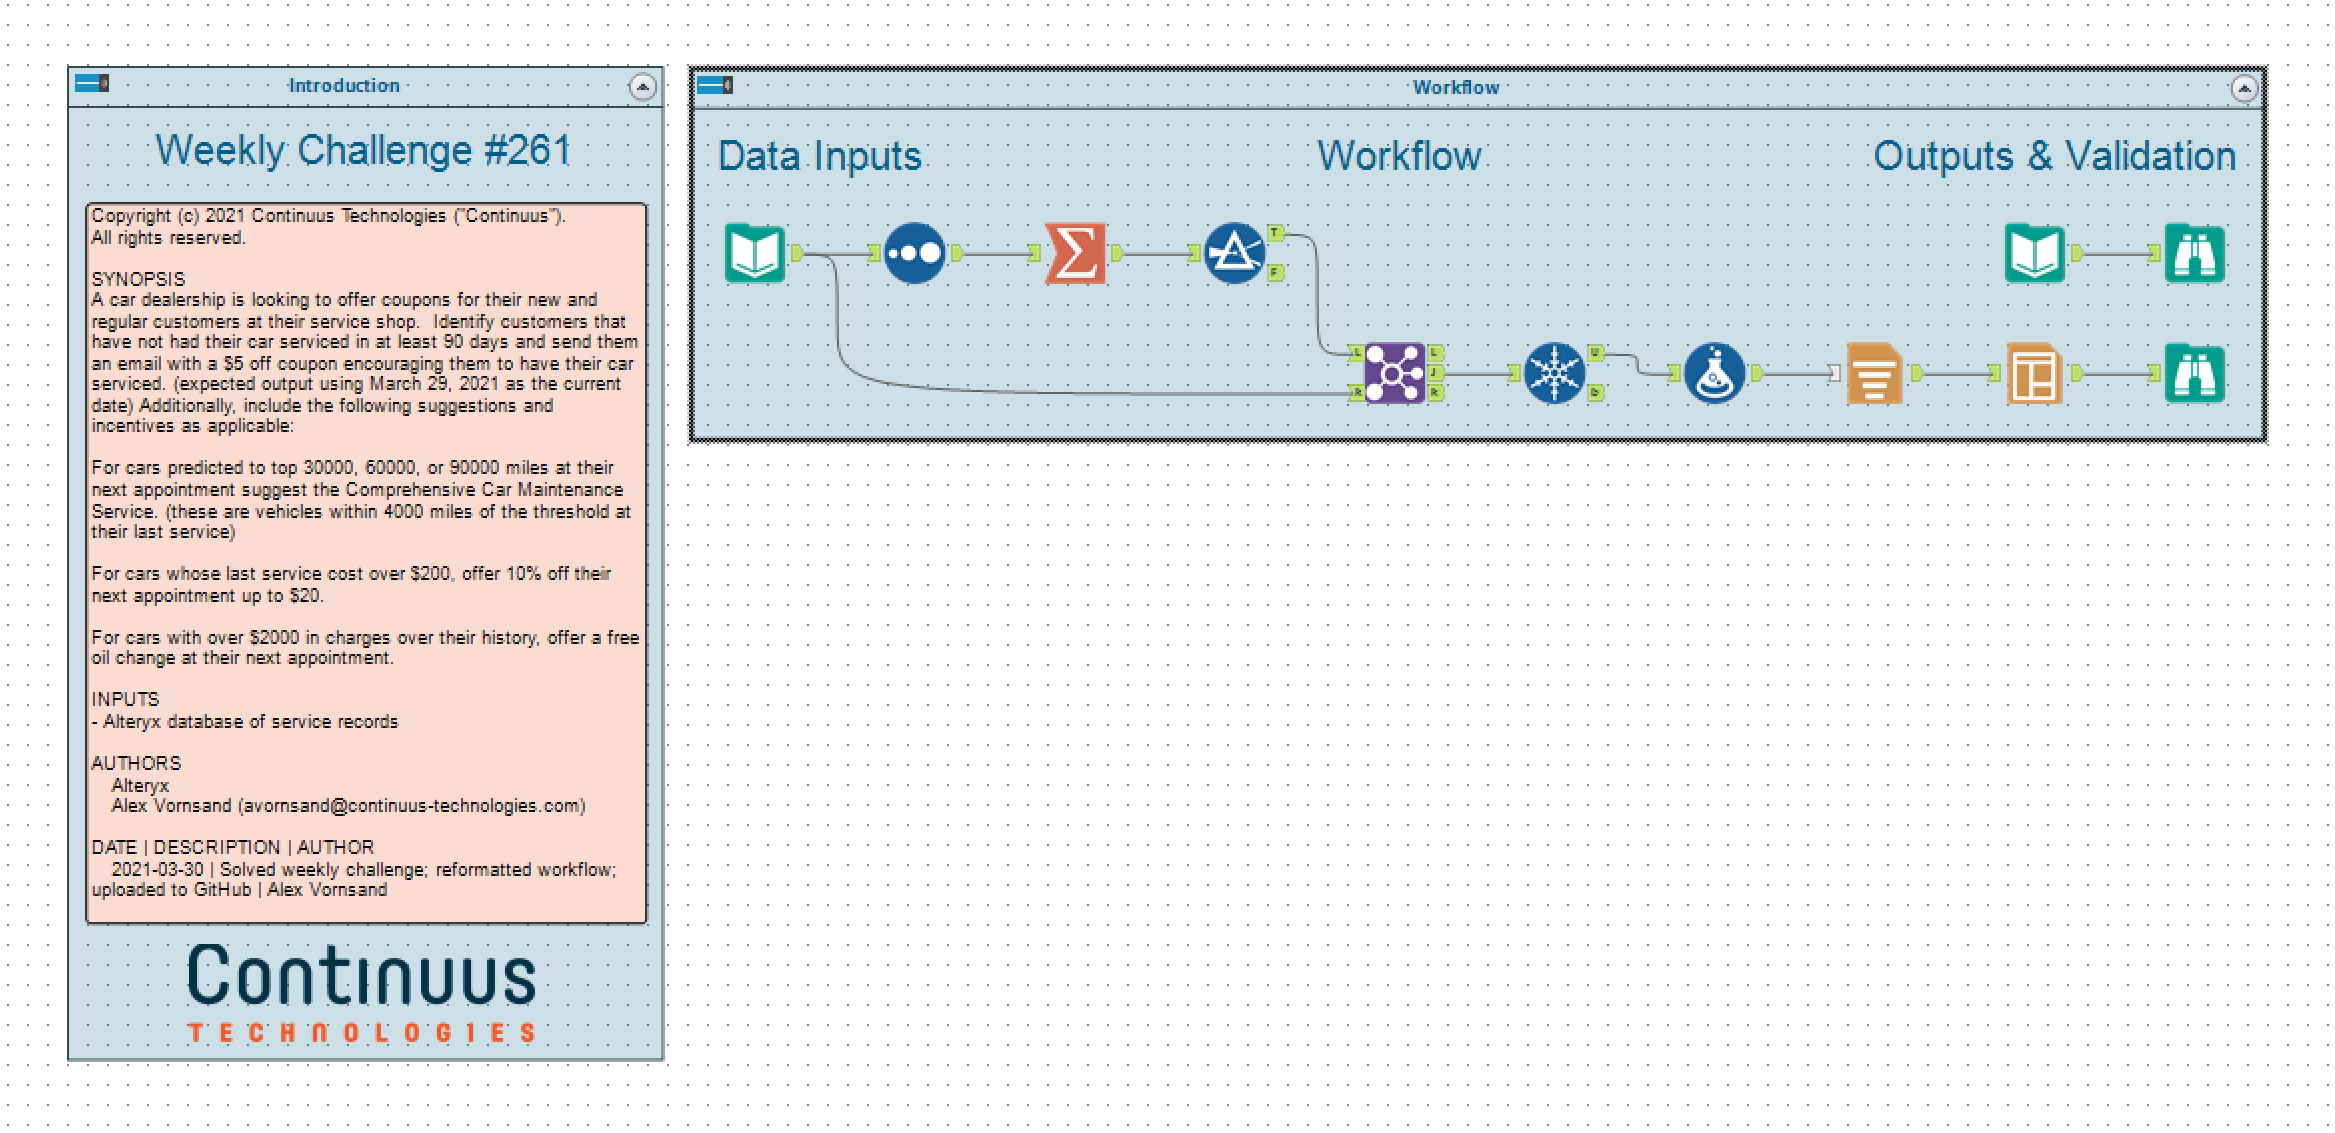 Introduction
Weekly Challenge #261
Copyright (c) 2021 Continuus Technologies ("Continuus").
All rights reserved.
SYNOPSIS
A car dealership is looking to offer coupons for their new and
regular customers at their service shop.  Identify customers that
have not had their car serviced in at least 90 days and send them
an email with a $5 off coupon encouraging them to have their car
serviced. (expected output using March 29, 2021 as the current
date) Additionally, include the following suggestions and
incentives as applicable:
For cars predicted to top 30000, 60000, or 90000 miles at their
next appointment suggest the Comprehensive Car Maintenance
Service. (these are vehicles within 4000 miles of the threshold at
their last service)
For cars whose last service cost over $200, offer 10% off their
next appointment up to $20.
For cars with over $2000 in charges over their history, offer a free
oil change at their next appointment.
INPUTS
- Alteryx database of service records
AUTHORS
Alteryx
Alex Vornsand (avornsand@continuus-technologies.com)
DATE | DESCRIPTION | AUTHOR
2021-03-30 | Solved weekly challenge; reformatted workflow;
uploaded to GitHub | Alex Vornsand
Continuus
TECHNOLOGIES
Workflow
Data Inputs
Workflow
Outputs & Validation
T
F
L
R
L
J
R
U
D